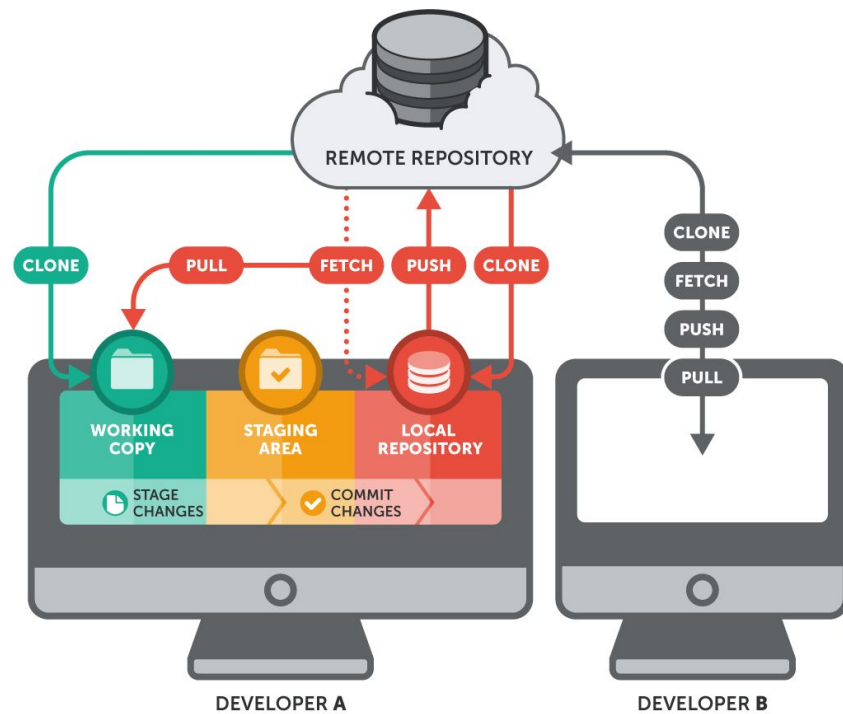 REMOTE REPOSITORY
CLONE
PULL
FETCH
PUSH
CLONE
WORKING
COPY
STAGING
AREA
LOCAL
REPOSITORY
STAGE
CHANGES
COMMIT
CHANGES
DEVELOPER A
CLONE
FETCH
PUSH
PULL
DEVELOPER B